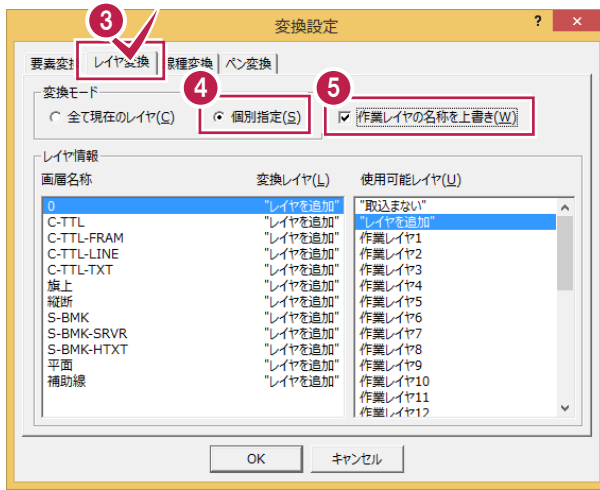 変換設定
? ×
3
要素変 レイヤ変換 線種変換 ペン変換
変換モード
4
5
全て現在のレイヤ(C) 個別指定(S) 作業レイヤの名称を上書き(W)
レイヤ情報
画層名称 変換レイヤ(L) 使用可能レイヤ(U)
0 "レイヤを追加" "取込まない"
C-TTL "レイヤを追加" "レイヤを追加"
C-TTL-FRAM "レイヤを追加" 作業レイヤ1
C-TTL-LINE "レイヤを追加" 作業レイヤ2
C-TTL-TXT "レイヤを追加" 作業レイヤ3
旗上 "レイヤを追加" 作業レイヤ4
縦断 "レイヤを追加" 作業レイヤ5
S-BMK "レイヤを追加" 作業レイヤ6
S-BMK-SRVR "レイヤを追加" 作業レイヤ7
S-BMK-HTXT "レイヤを追加" 作業レイヤ8
平面 "レイヤを追加" 作業レイヤ9
補助線 "レイヤを追加" 作業レイヤ10
作業レイヤ11
作業レイヤ12
OK キャンセル